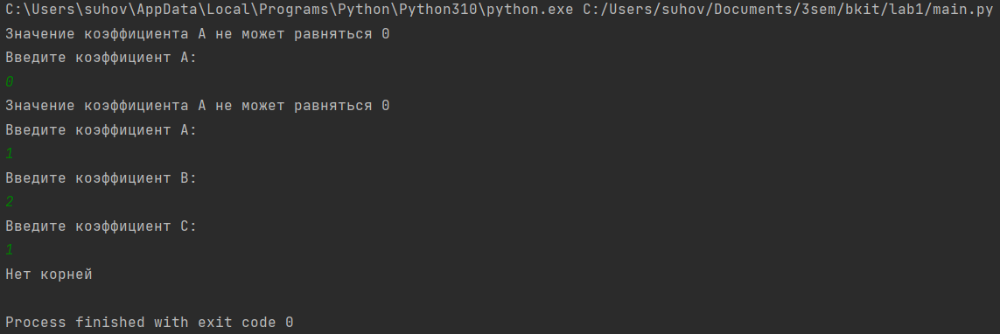 C:\Users\suhov\AppData\Local\Programs\Python\Python310\python.exe C:/Users/suhov/Documents/3sem/bkit/lab1/main.py
Значение коэффициента А не может равняться 0
Введите коэффициент А:
0
Значение коэффициента А не может равняться 0
Введите коэффициент А:
1
Введите коэффициент B:
2
Введите коэффициент C:
1
Нет корней
Process finished with exit code 0